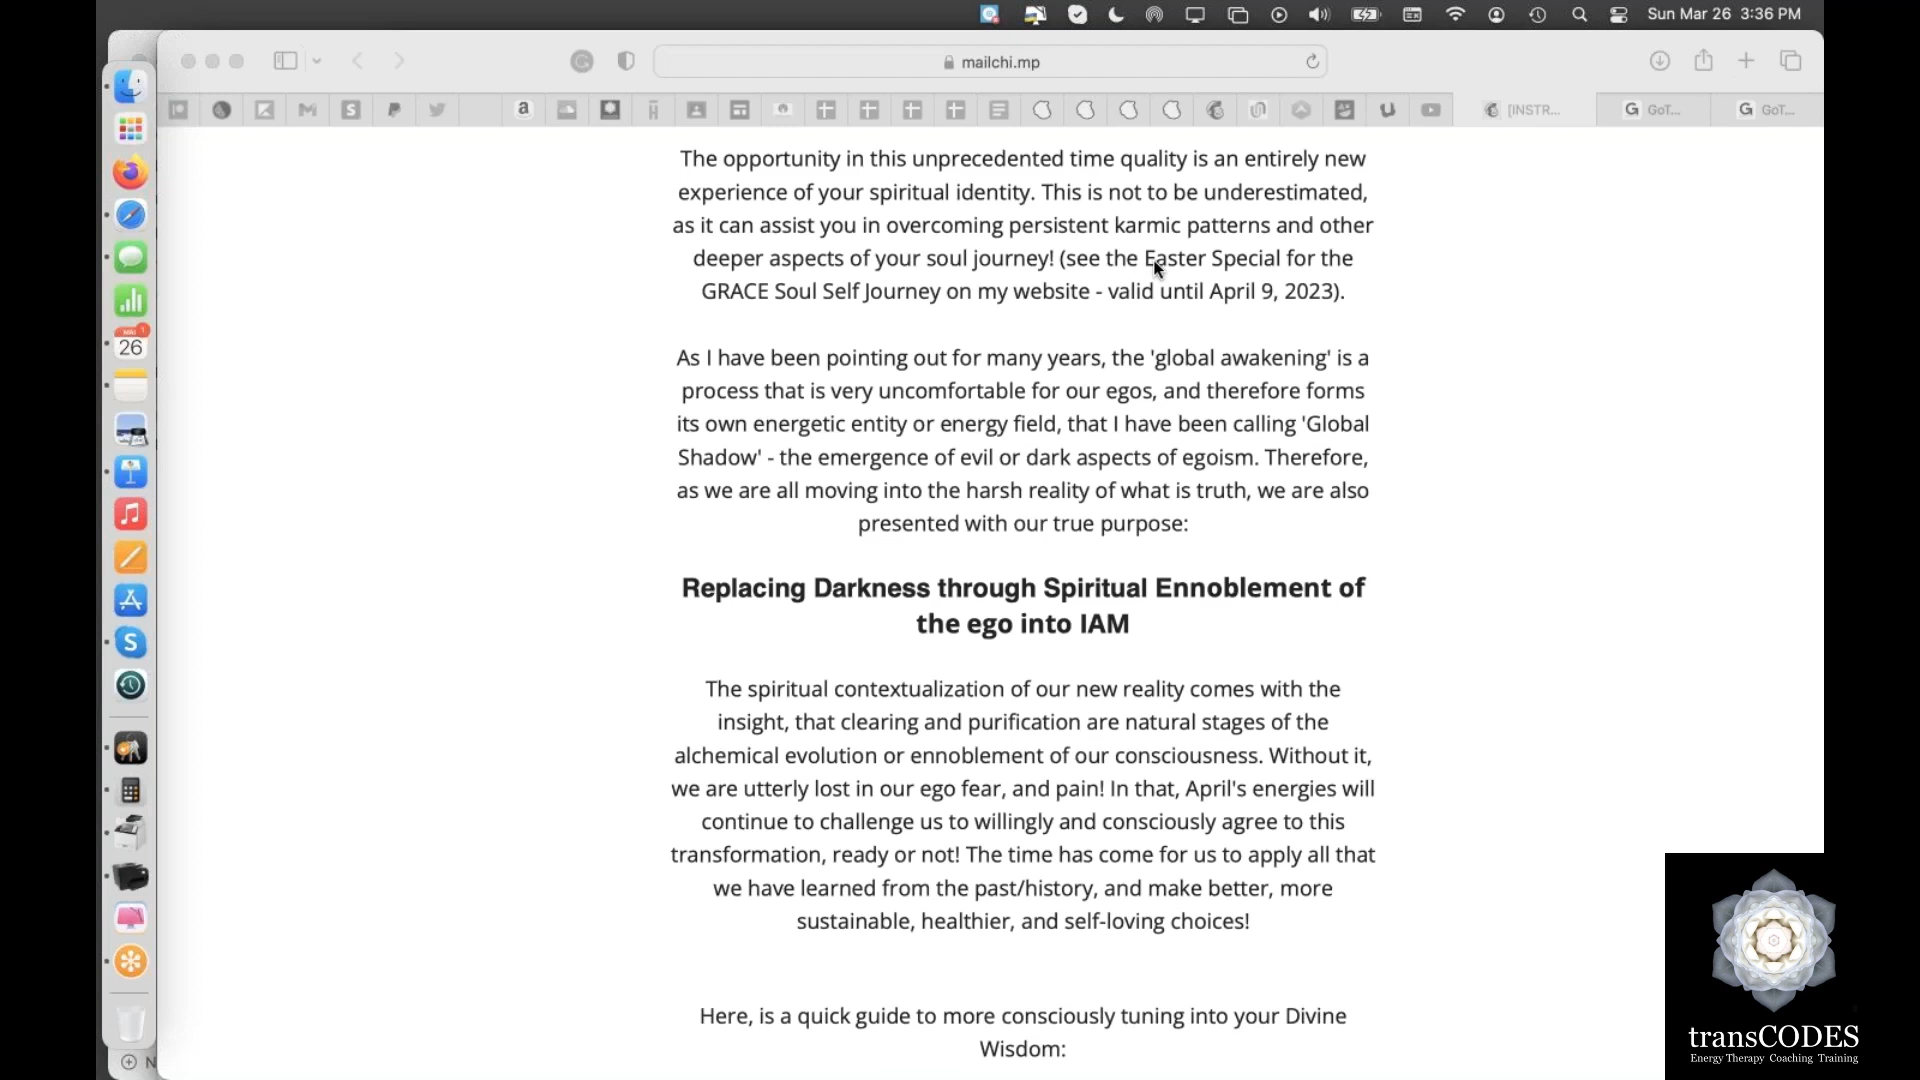 Sun Mar 26 3:36 PM
mailchi.mp
a
[INSTR...
G GoT...
G GoT...
26
The opportunity in this unprecedented time quality is an entirely new
experience of your spiritual identity. This is not to be underestimated,
as it can assist you in overcoming persistent karmic patterns and other
deeper aspects of your soul journey! (see the Easter Special for the
GRACE Soul Self Journey on my website - valid until April 9, 2023).
As I have been pointing out for many years, the 'global awakening' is a
process that is very uncomfortable for our egos, and therefore forms
its own energetic entity or energy field, that I have been calling 'Global
Shadow' - the emergence of evil or dark aspects of egoism. Therefore,
as we are all moving into the harsh reality of what is truth, we are also
presented with our true purpose:
Replacing Darkness through Spiritual Ennoblement of
the ego into IAM
The spiritual contextualization of our new reality comes with the
insight, that clearing and purification are natural stages of the
alchemical evolution or ennoblement of our consciousness. Without it,
we are utterly lost in our ego fear, and pain! In that, April's energies will
continue to challenge us to willingly and consciously agree to this
transformation, ready or not! The time has come for us to apply all that
we have learned from the past/history, and make better, more
sustainable, healthier, and self-loving choices!
Here, is a quick guide to more consciously tuning into your Divine
Wisdom:
N
transCODES
Energy Therapy Coaching Training